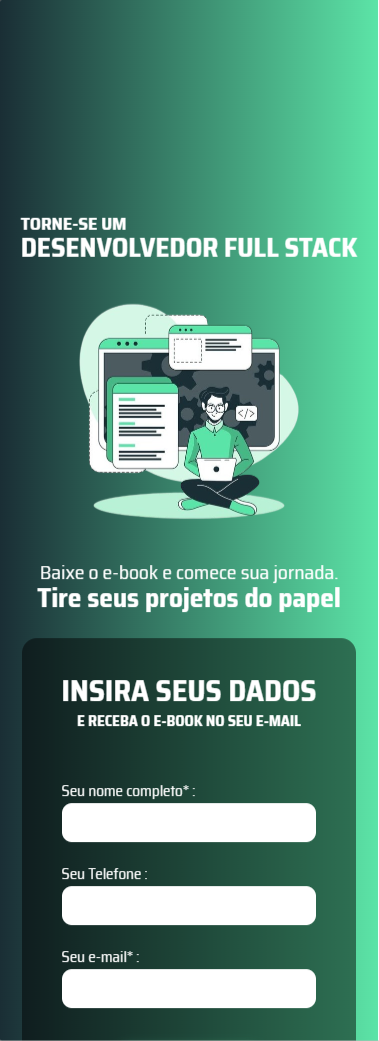 TORNE-SE UM
DESENVOLVEDOR FULL STACK
</>
Baixe o e-book e comece sua jornada.
Tire seus projetos do papel
INSIRA SEUS DADOS
E RECEBA O E-BOOK NO SEU E-MAIL
Seu nome completo* :
Seu Telefone :
Seu e-mail* :